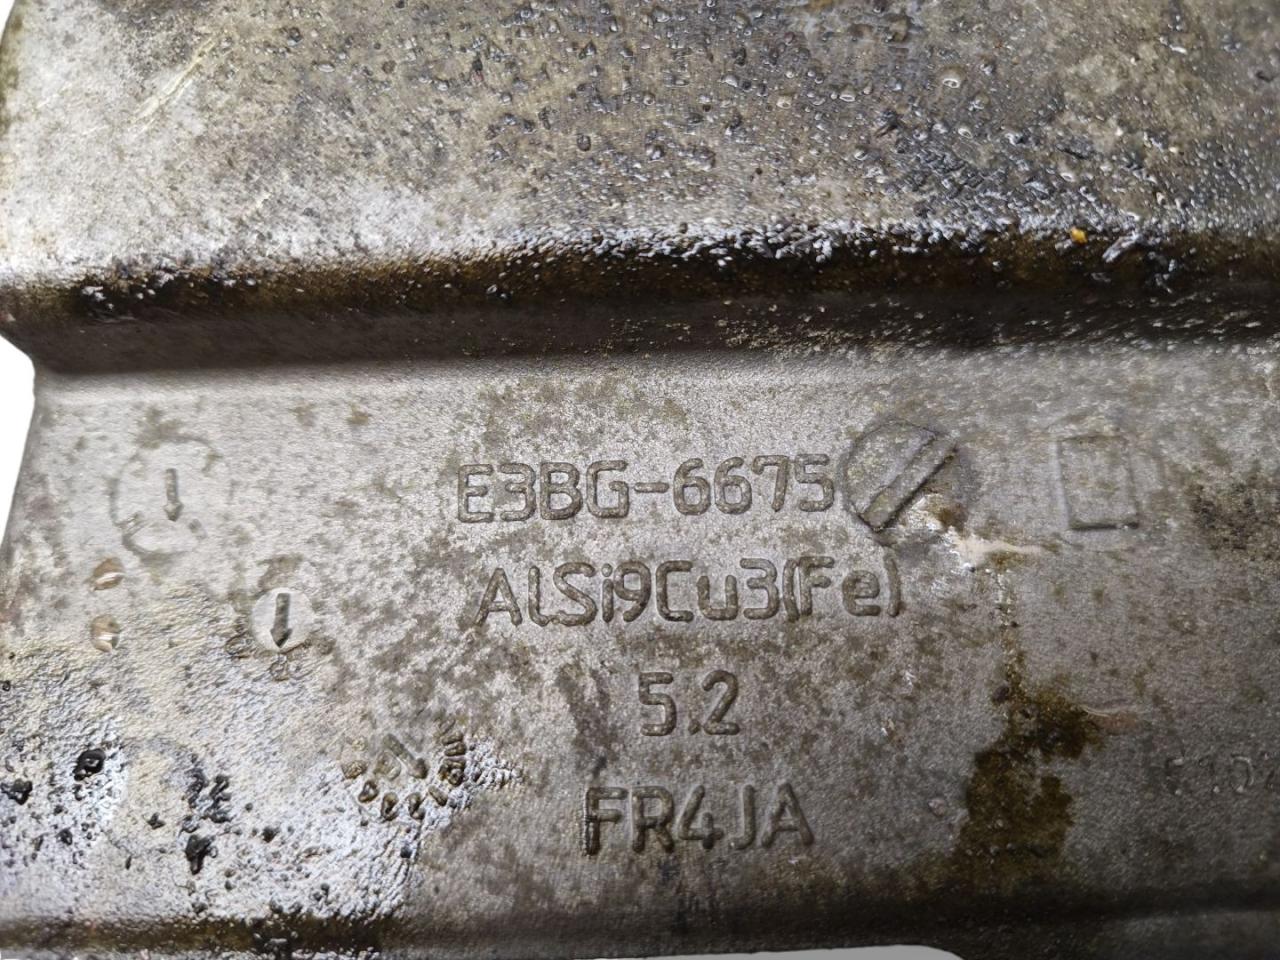 E3BG-6675
ALSi9Cu3(Fe)
5.2
FR4JA